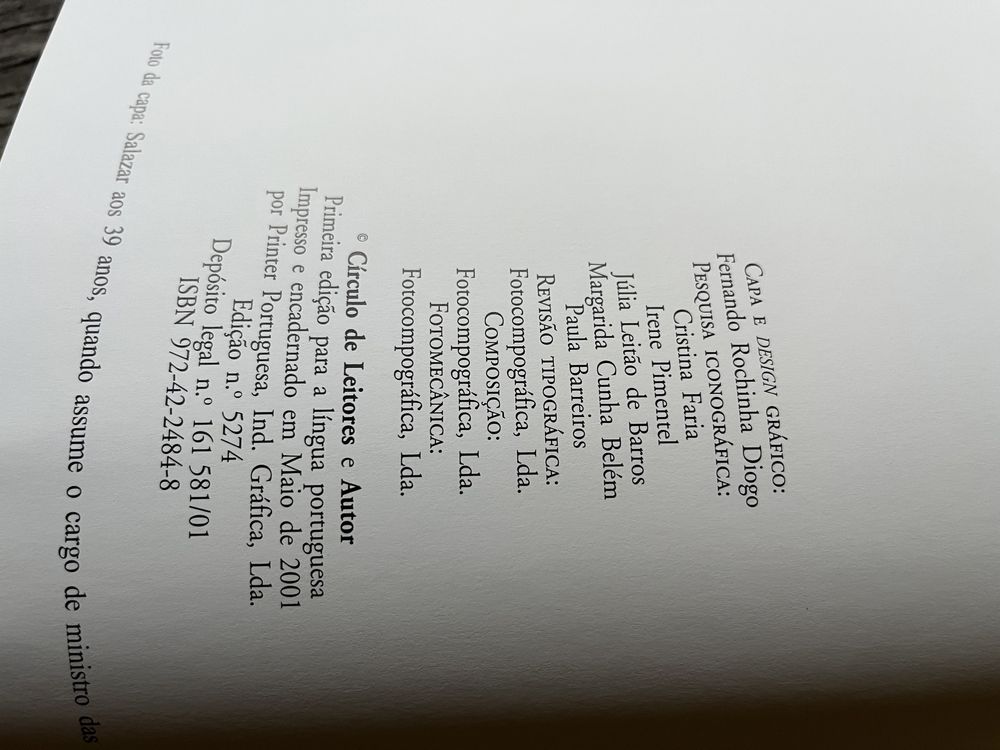 CAPA E DESIGN GRÁFICO:
Fernando Rochinha Diogo
PESQUISA ICONOGRÁFICA:
Cristina Faria
Irene Pimentel
Júlia Leitão de Barros
Margarida Cunha Belém
Paula Barreiros
REVISÃO TIPOGRÁFICA:
Fotocompográfica, Lda.
COMPOSIÇÃO:
Fotocompográfica, Lda.
FOTOMECÂNICA:
Fotocompográfica, Lda.
© Círculo de Leitores e Autor
Primeira edição para a língua portuguesa
Impresso e encadernado em Maio de 2001
por Printer Portuguesa, Ind. Gráfica, Lda.
Edição n.º 5274
Depósito legal n.º 161 581/01
ISBN 972-42-2484-8
Foto da capa: Salazar aos 39 anos, quando assume o cargo de ministro das